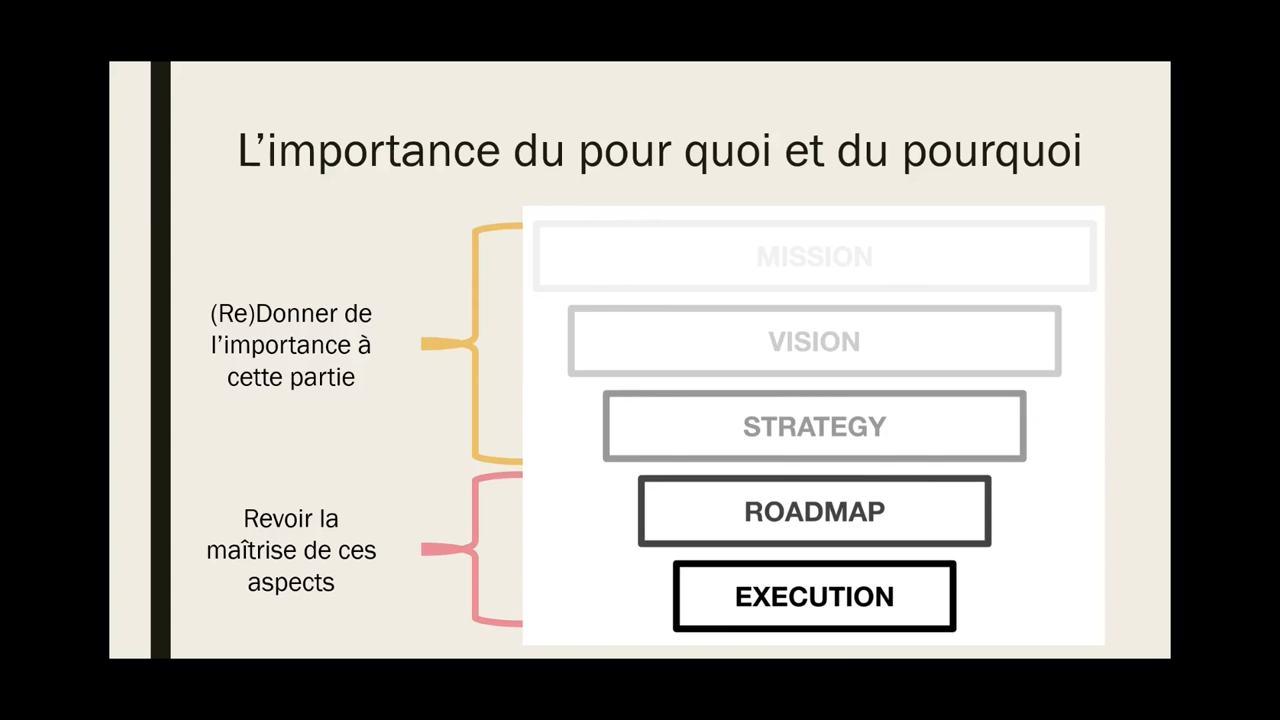 L’importance du pour quoi et du pourquoi
(Re)Donner de
l’importance à
cette partie
MISSION
VISION
STRATEGY
Revoir la
maîtrise de ces
aspects
ROADMAP
EXECUTION